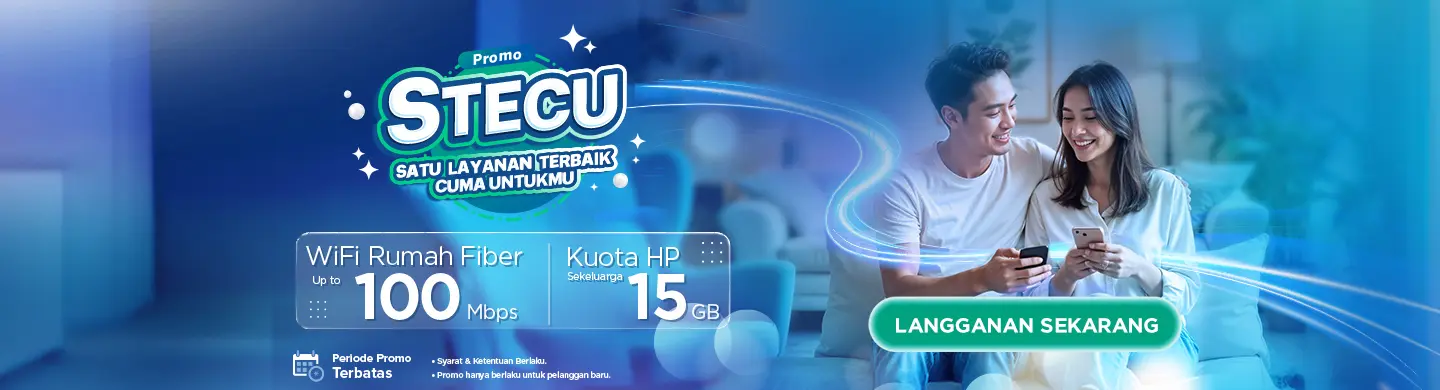 Promo
STECU
SATU LAYANAN TERBAIK
CUMA UNTUKMU
WiFi Rumah Fiber
Up to
100 Mbps
Kuota HP
Sekeluarga
15 GB
LANGGANAN SEKARANG
Periode Promo
Terbatas
• Syarat & Ketentuan Berlaku.
• Promo hanya berlaku untuk pelanggan baru.